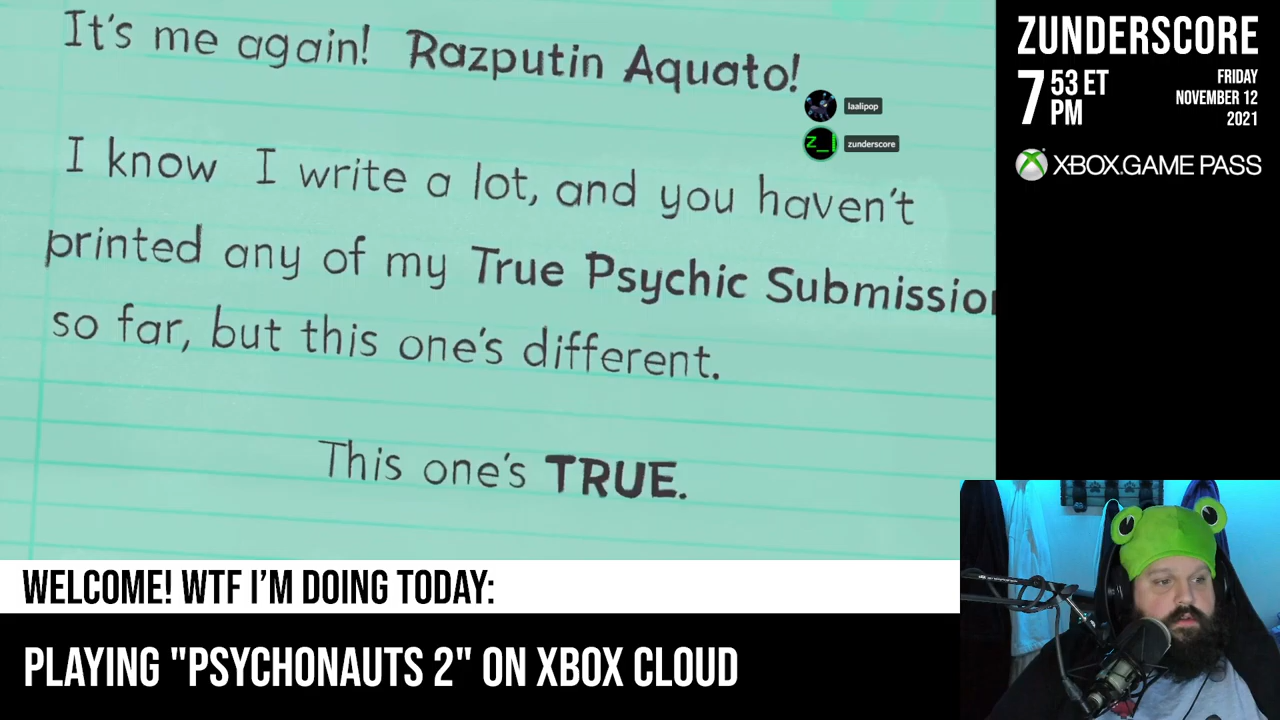 It's me again! Razputin Aquato!
laalipop
zunderscore
I know I write a lot, and you haven't
printed any of my True Psychic Submission
so far, but this one's different.
This one's TRUE.
ZUNDERSCORE
7 53 ET
PM
FRIDAY
NOVEMBER 12
2021
XBOX GAME PASS
WELCOME! WTF I'M DOING TODAY:
PLAYING "PSYCHONAUTS 2" ON XBOX CLOUD